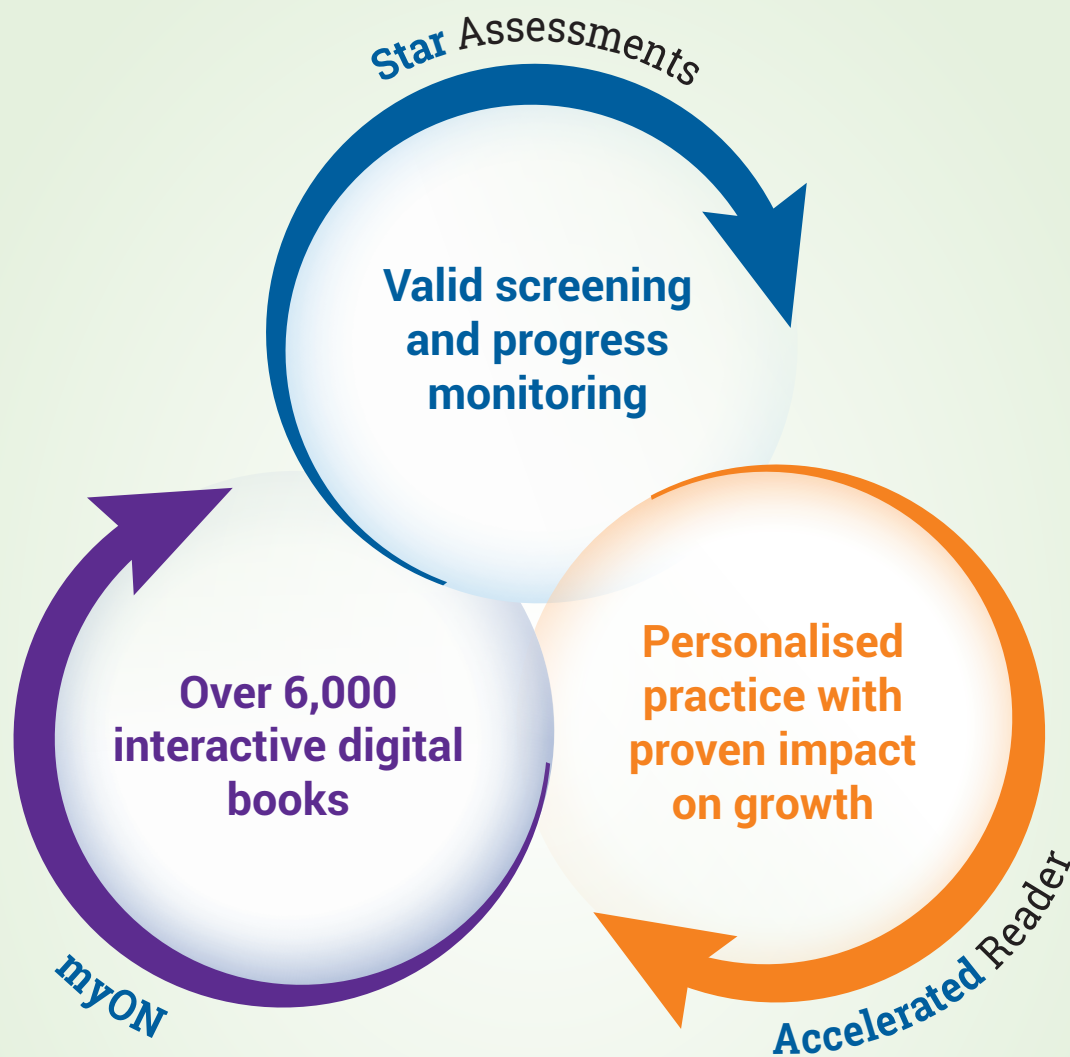 Star Assessments
Valid screening
and progress
monitoring
Over 6,000
interactive digital
books
myON
Personalised
practice with
proven impact
on growth
Accelerated Reader